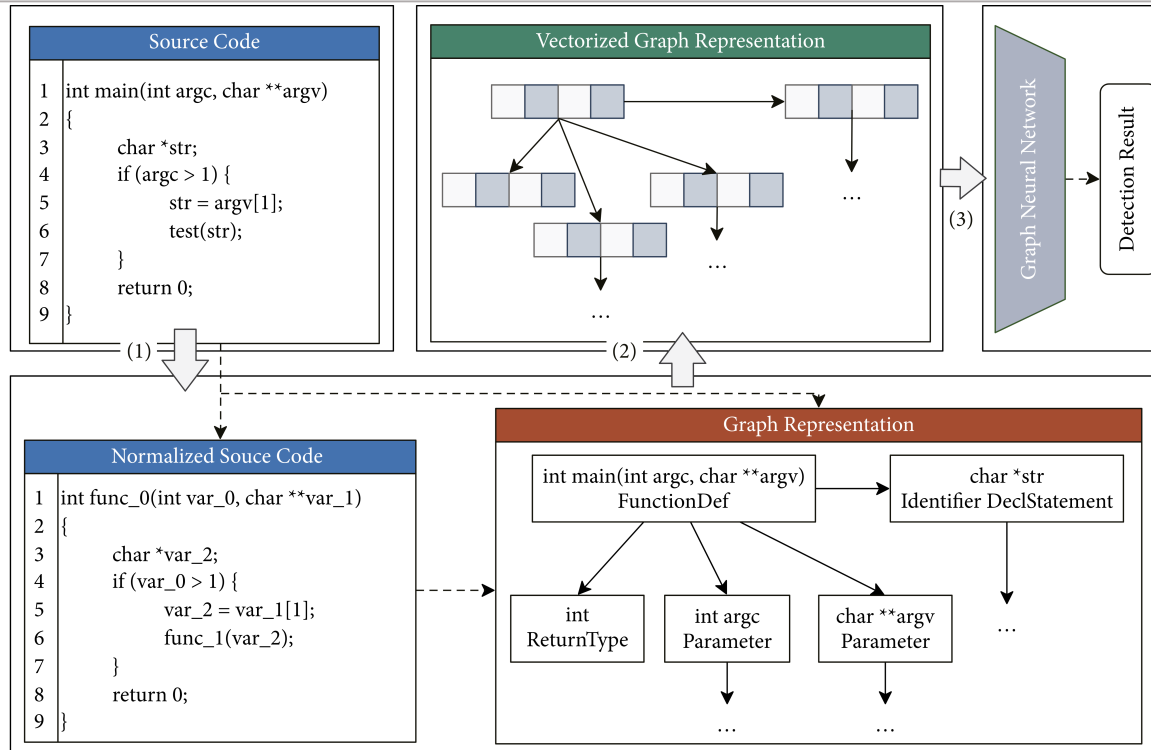 Source Code
1 int main(int argc, char **argv)
2 {
3 char *str;
4 if (argc > 1) {
5 str = argv[1];
6 test(str);
7 }
8 return 0;
9 }
Vectorized Graph Representation
...
...
...
...
(3)
Graph Neural Network
Detection Result
(1)
(2)
Normalized Souce Code
1 int func_0(int var_0, char **var_1)
2 {
3 char *var_2;
4 if (var_0 > 1) {
5 var_2 = var_1[1];
6 func_1(var_2);
7 }
8 return 0;
9 }
Graph Representation
int main(int argc, char **argv)
FunctionDef
char *str
Identifier DeclStatement
int
ReturnType
int argc
Parameter
char **argv
Parameter
...
...
...